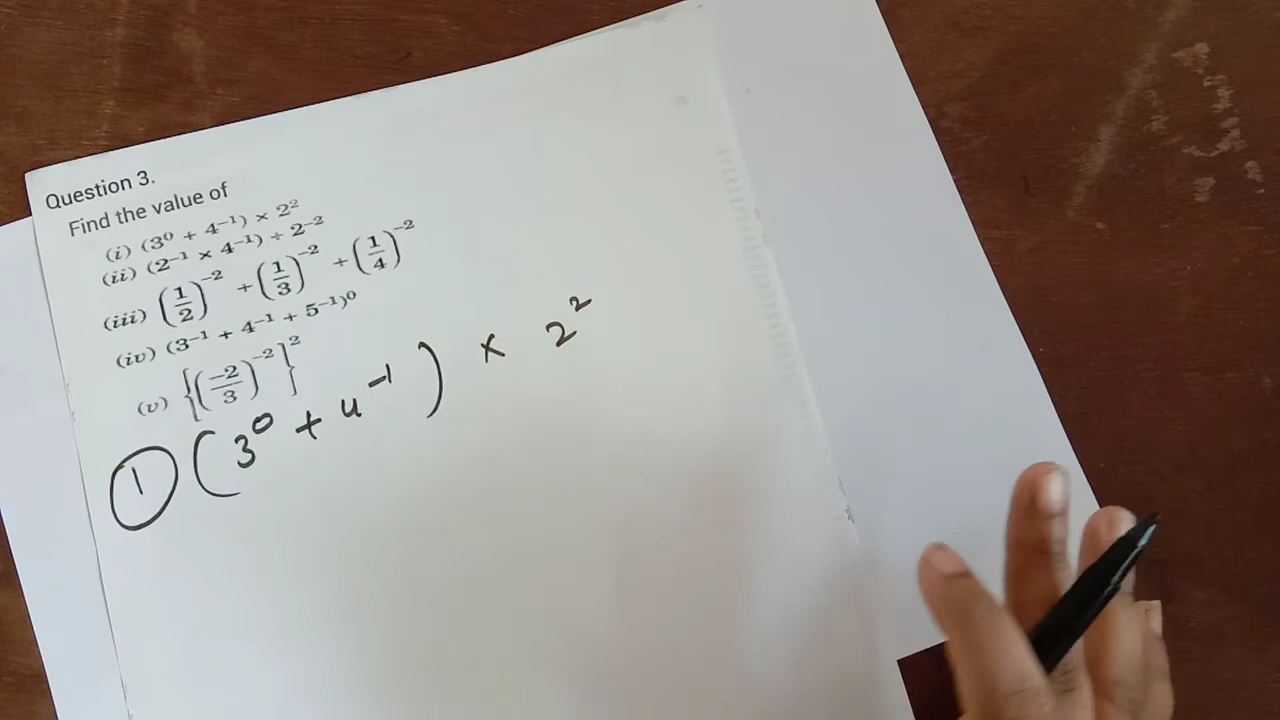 Question 3.
Find the value of
(i) (3⁰ + 4⁻¹) × 2²
(ii) (2⁻¹ × 4⁻¹) ÷ 2⁻²
(iii) (1/2)⁻² + (1/3)⁻² + (1/4)⁻²
(iv) (3⁻¹ + 4⁻¹ + 5⁻¹)⁰
(v) {(-2/3)⁻²}²
① (3⁰ + 4⁻¹) × 2²